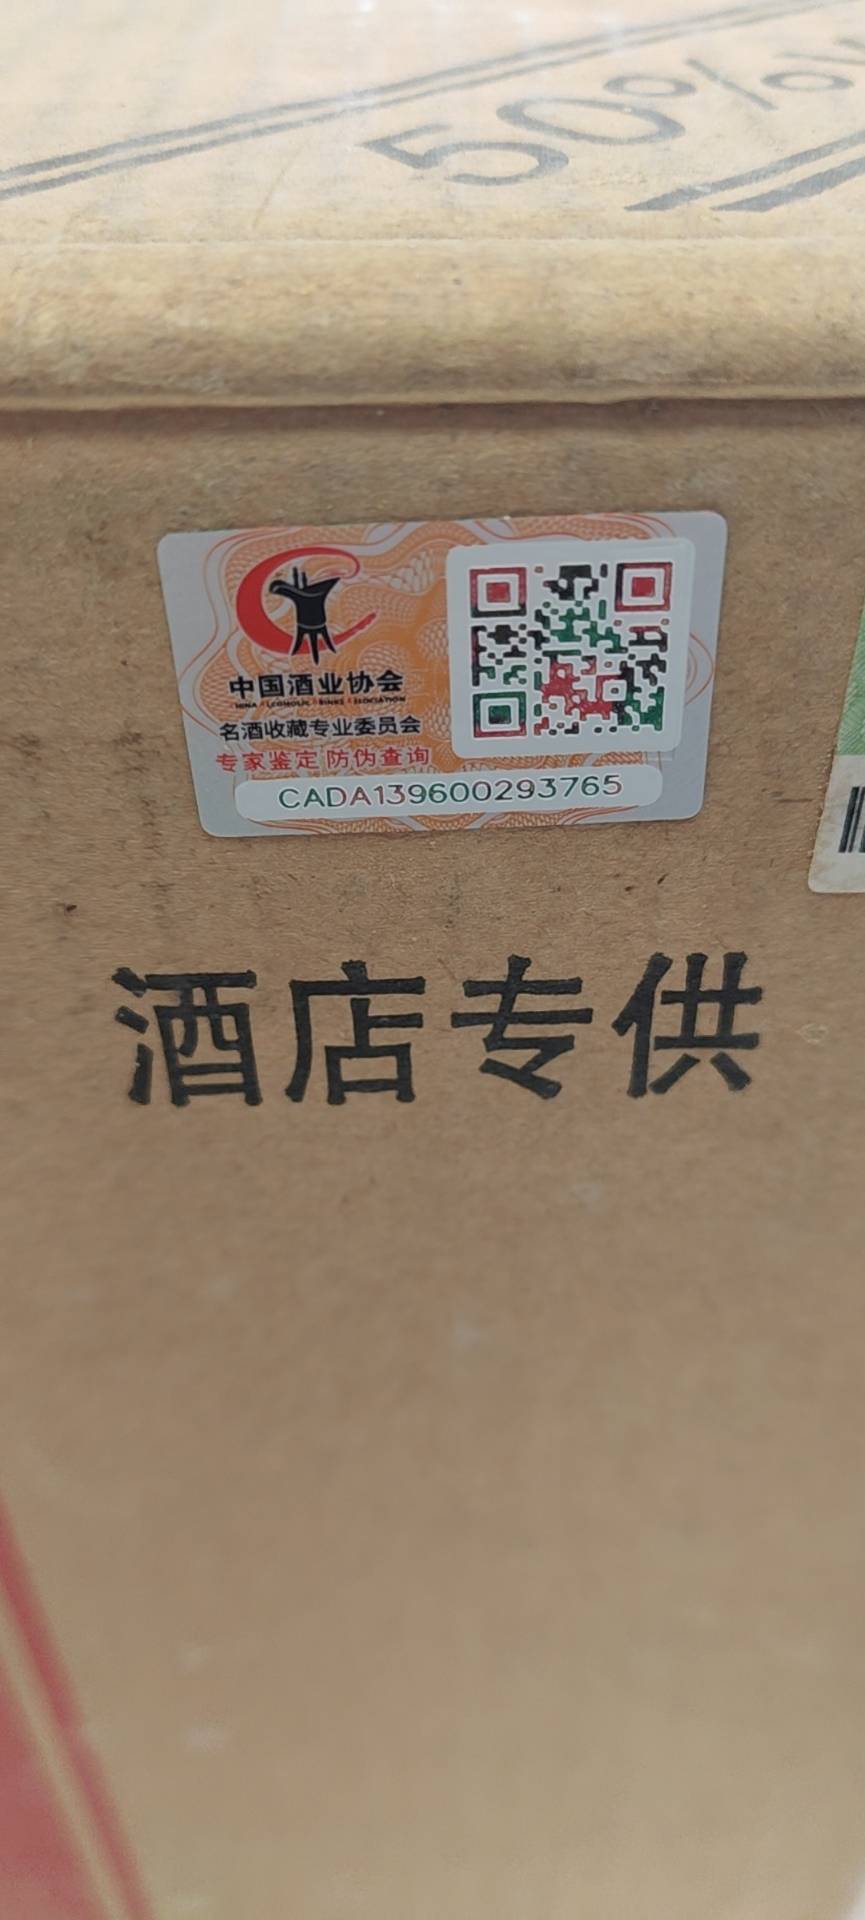 50%
中国酒业协会
名酒收藏专业委员会
专家鉴定 防伪查询
CADA139600293765
酒店专供